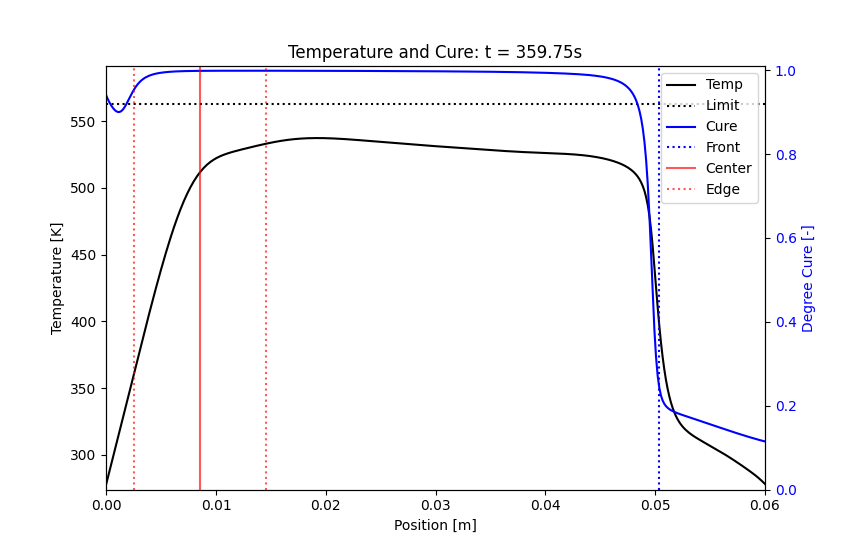 Temperature and Cure: t = 359.75s
Temperature [K]
550
500
450
400
350
300
0.00
0.01
0.02
0.03
0.04
0.05
0.06
Position [m]
1.0
0.8
0.6
0.4
0.2
0.0
Degree Cure [-]
Temp
Limit
Cure
Front
Center
Edge